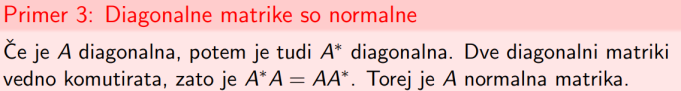 Primer 3: Diagonalne matrike so normalne
Če je A diagonalna, potem je tudi A* diagonalna. Dve diagonalni matriki
vedno komutirata, zato je A*A = AA*. Torej je A normalna matrika.